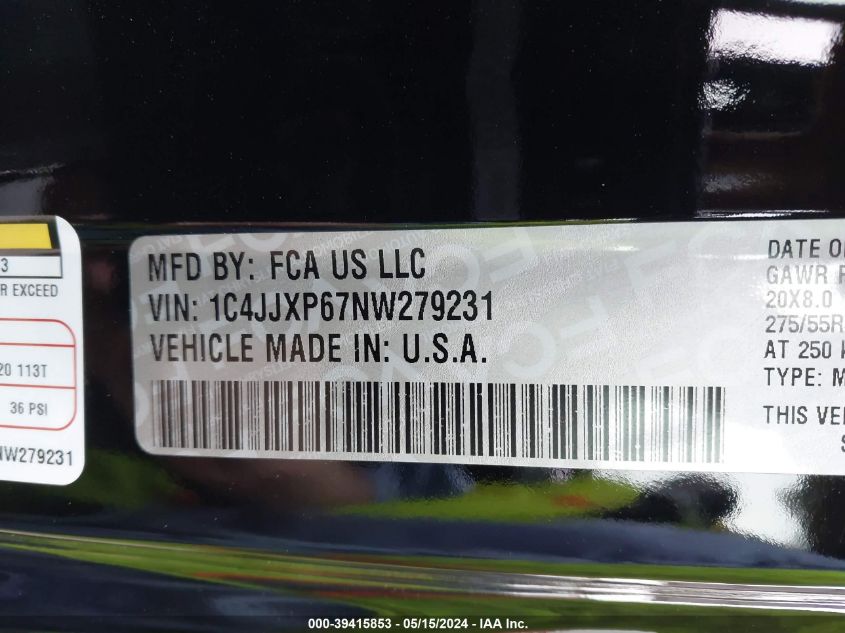 3
R EXCEED
20 113T
36 PSI
NW279231
MFD BY: FCA US LLC
VIN: 1C4JJXP67NW279231
VEHICLE MADE IN: U.S.A.
DATE O
GAWR
20X8.0
275/55R
AT 250
TYPE: M
THIS VE
S
000-39415853 - 05/15/2024 - IAA Inc.